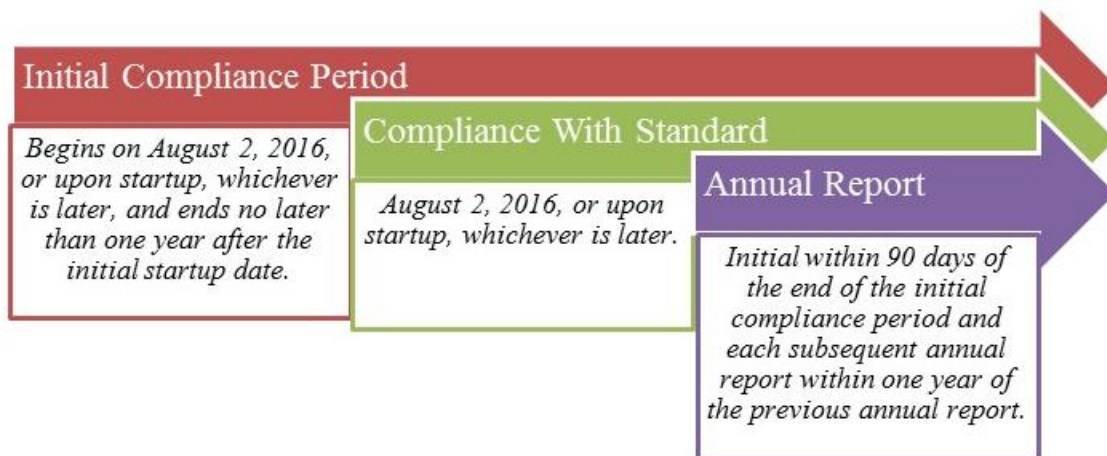 Initial Compliance Period
Begins on August 2, 2016,
or upon startup, whichever
is later, and ends no later
than one year after the
initial startup date.
Compliance With Standard
August 2, 2016, or upon
startup, whichever is later.
Annual Report
Initial within 90 days of
the end of the initial
compliance period and
each subsequent annual
report within one year of
the previous annual report.